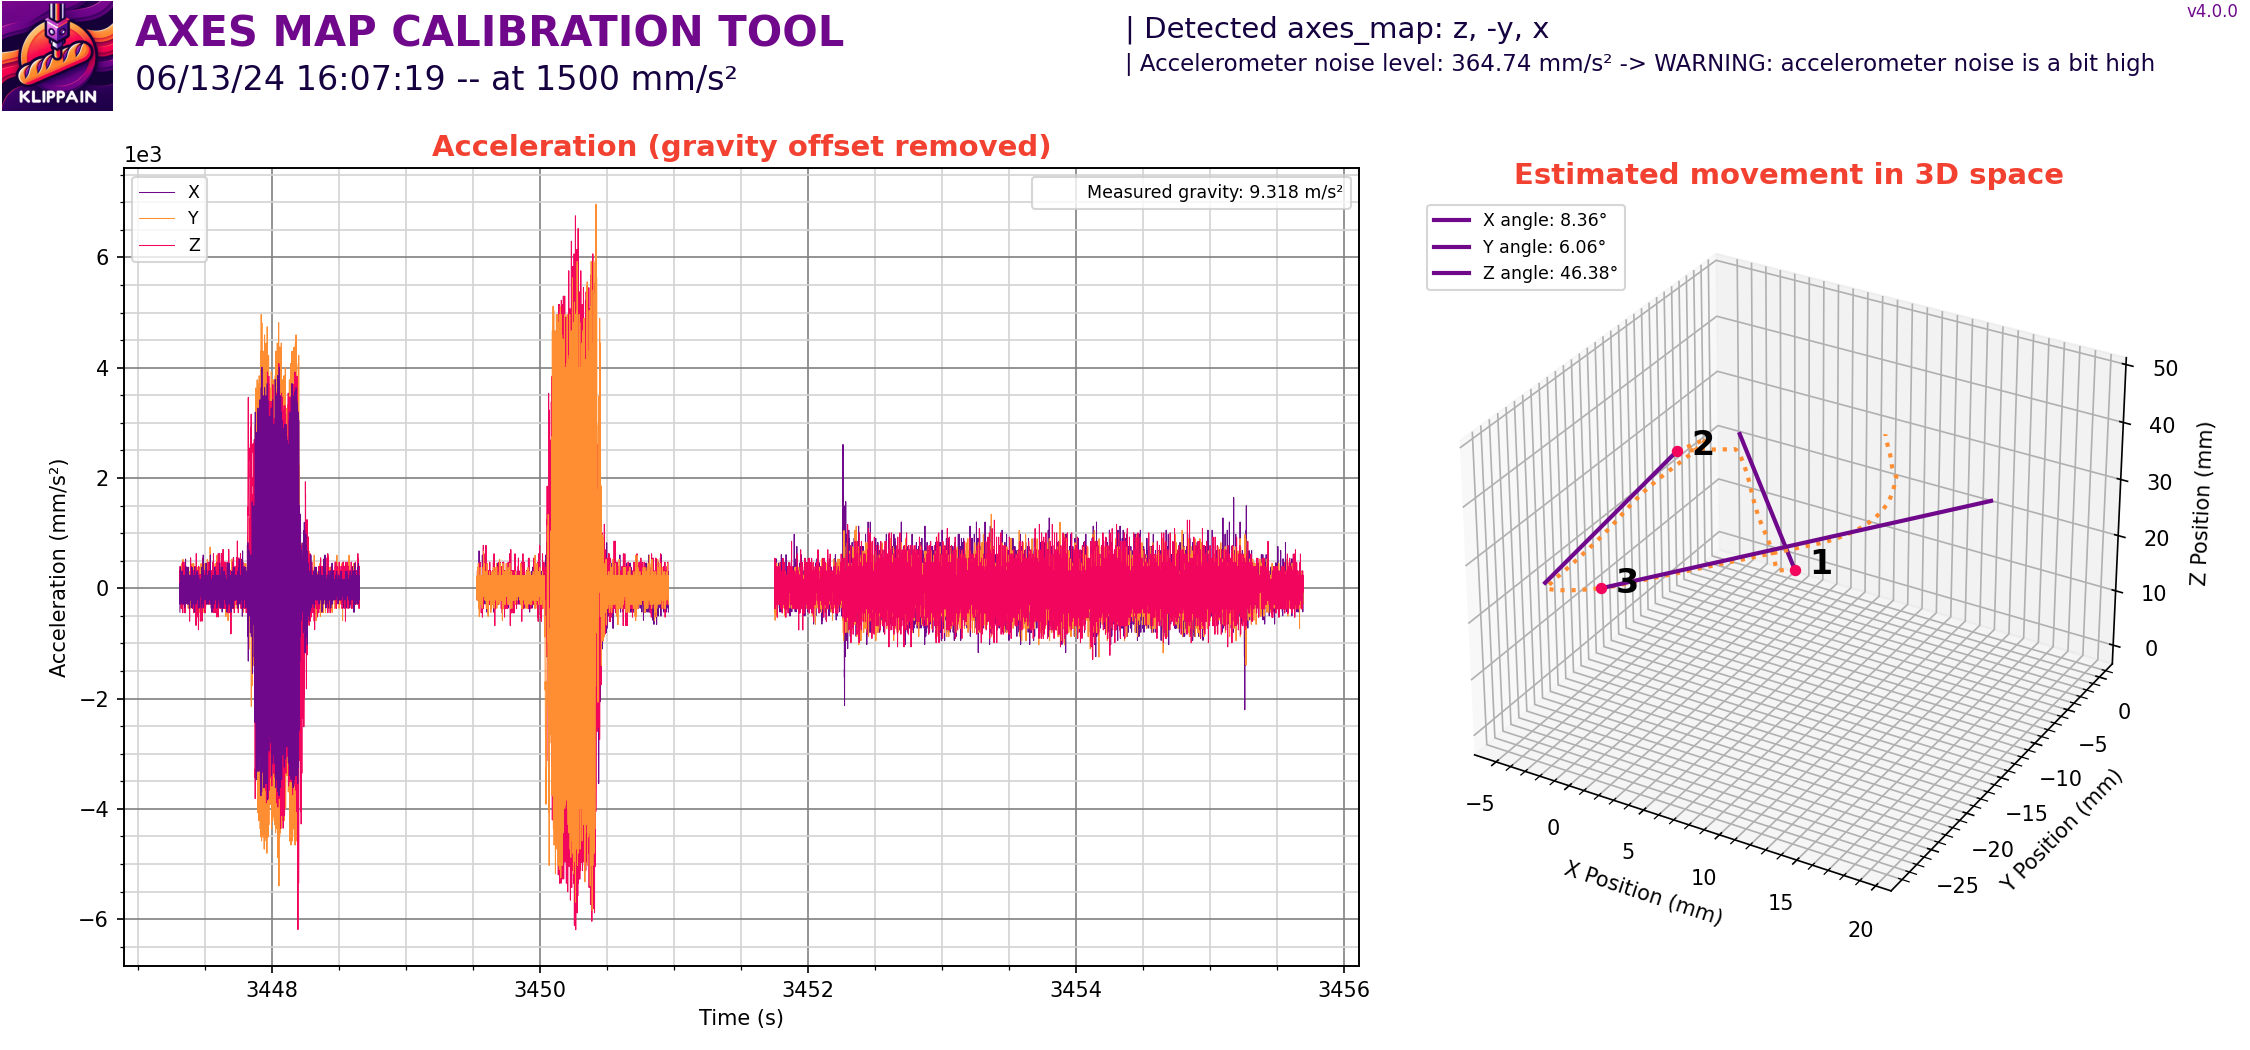 KLIPPAIN
AXES MAP CALIBRATION TOOL
06/13/24 16:07:19 -- at 1500 mm/s²
| Detected axes_map: z, -y, x
| Accelerometer noise level: 364.74 mm/s² -> WARNING: accelerometer noise is a bit high
v4.0.0
Acceleration (gravity offset removed)
1e3
X
Y
Z
Measured gravity: 9.318 m/s²
6
4
2
0
−2
−4
−6
Acceleration (mm/s²)
3448
3450
3452
3454
3456
Time (s)
Estimated movement in 3D space
X angle: 8.36°
Y angle: 6.06°
Z angle: 46.38°
2
1
3
50
40
30
20
10
0
Z Position (mm)
0
−5
−10
−15
−20
−25
Y Position (mm)
−5
0
5
10
15
20
X Position (mm)